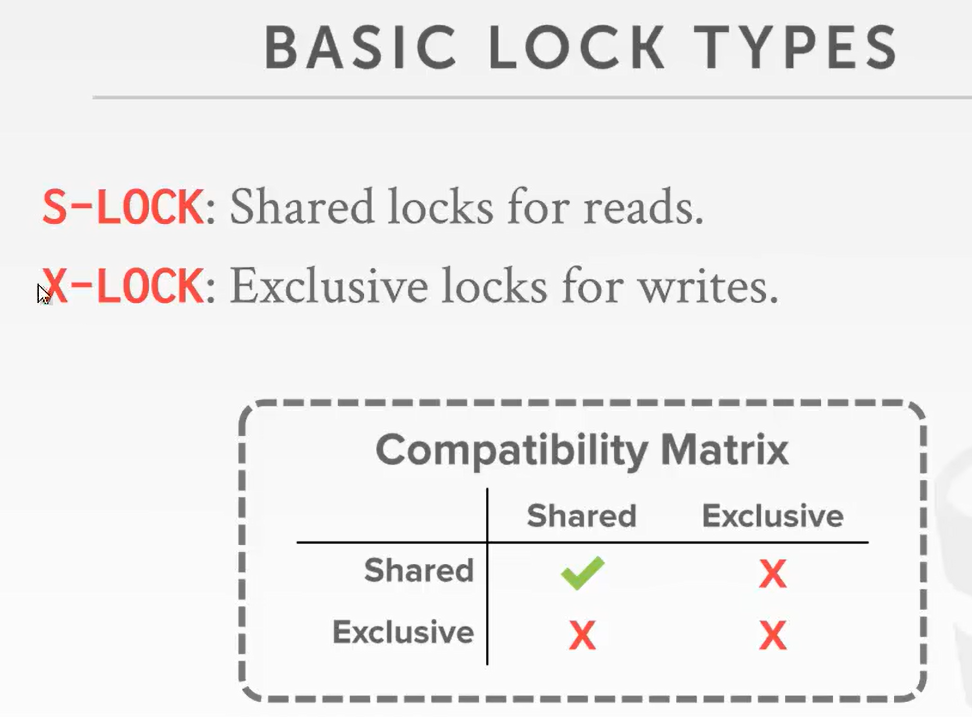 BASIC LOCK TYPES
S-LOCK: Shared locks for reads.
X-LOCK: Exclusive locks for writes.
Compatibility Matrix
Shared Exclusive
Shared ✓ X
Exclusive X X